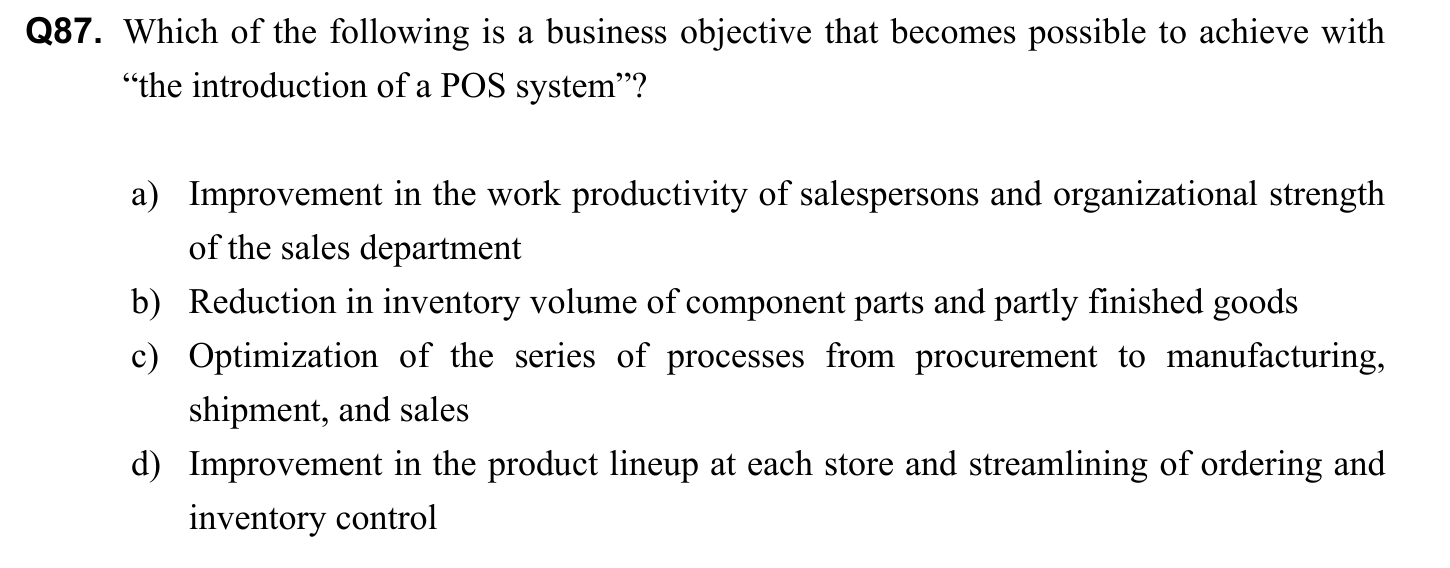 Q87. Which of the following is a business objective that becomes possible to achieve with
“the introduction of a POS system”?
a) Improvement in the work productivity of salespersons and organizational strength
of the sales department
b) Reduction in inventory volume of component parts and partly finished goods
c) Optimization of the series of processes from procurement to manufacturing,
shipment, and sales
d) Improvement in the product lineup at each store and streamlining of ordering and
inventory control